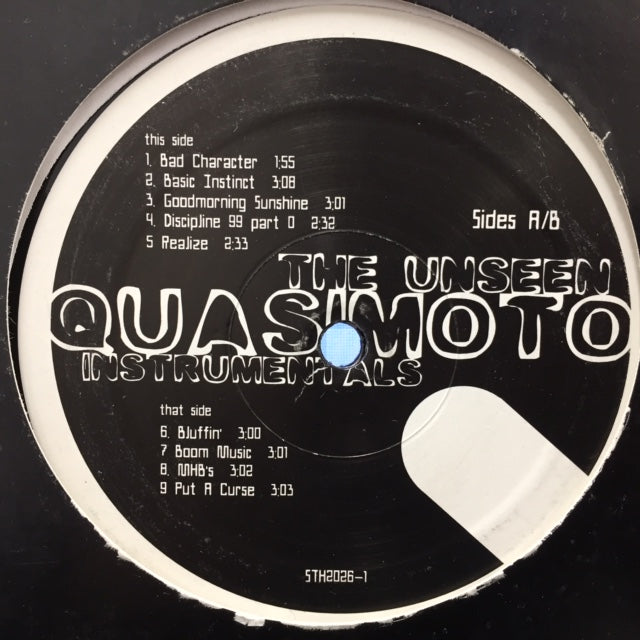 this side
1. Bad Character 1:55
2. Basic Instinct 3:08
3. Goodmorning Sunshine 3:01
4. Discipline 99 part 0 2:32
5 Realize 2:33
Sides A/B
THE UNSEEN
QUASIMOTO
INSTRUMENTALS
that side
6. Bluffin' 3:00
7 Boom Music 3:01
8. MHB's 3:02
9 Put A Curse 3:03
STH2026-1